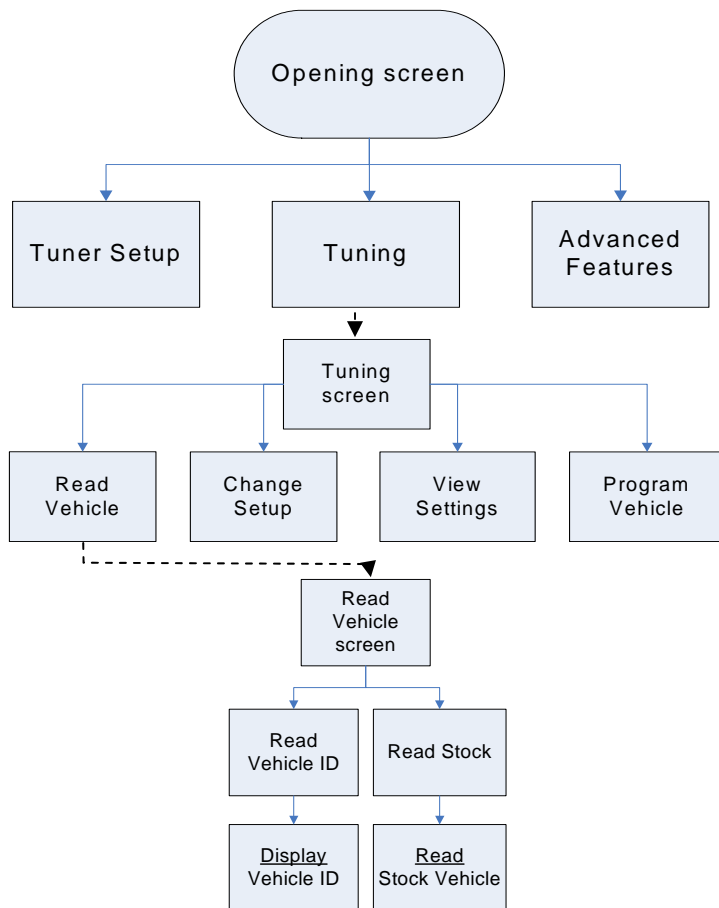 Opening screen
Tuner Setup
Tuning
Advanced
Features
Tuning
screen
Read
Vehicle
Change
Setup
View
Settings
Program
Vehicle
Read
Vehicle
screen
Read
Vehicle ID
Read Stock
Display
Vehicle ID
Read
Stock Vehicle